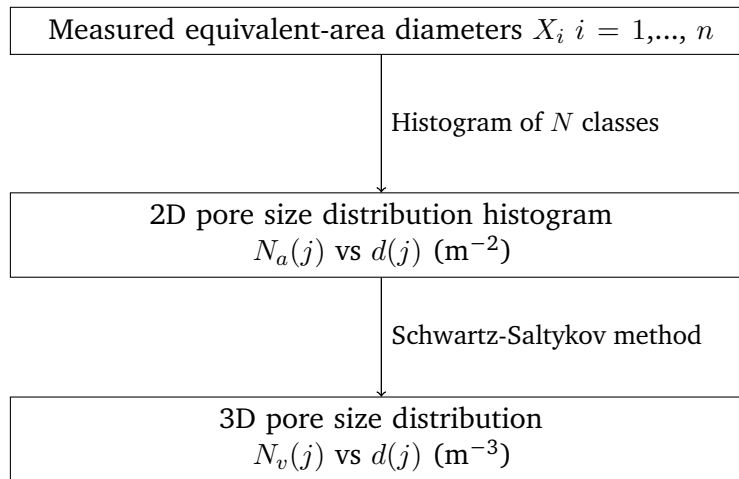 Measured equivalent-area diameters $X_i$ $i$ = 1,..., $n$
Histogram of $N$ classes
2D pore size distribution histogram
$N_a(j)$ vs $d(j)$ (m$^{-2}$)
Schwartz-Saltykov method
3D pore size distribution
$N_v(j)$ vs $d(j)$ (m$^{-3}$)